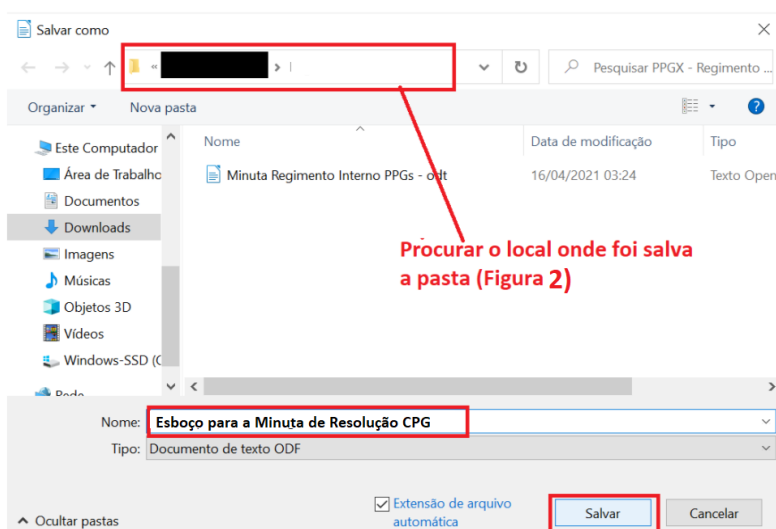 Salvar como
«
›
Pesquisar PPGX - Regimento ...
Organizar
Nova pasta
?
Este Computador
Área de Trabalho
Documentos
Downloads
Imagens
Músicas
Objetos 3D
Vídeos
Windows-SSD (C
Rede
Nome
Data de modificação
Tipo
Minuta Regimento Interno PPGs - odt
16/04/2021 03:24
Texto Open
Procurar o local onde foi salva
a pasta (Figura 2)
Nome: Esboço para a Minuta de Resolução CPG
Tipo: Documento de texto ODF
Extensão de arquivo
automática
Salvar
Cancelar
Ocultar pastas